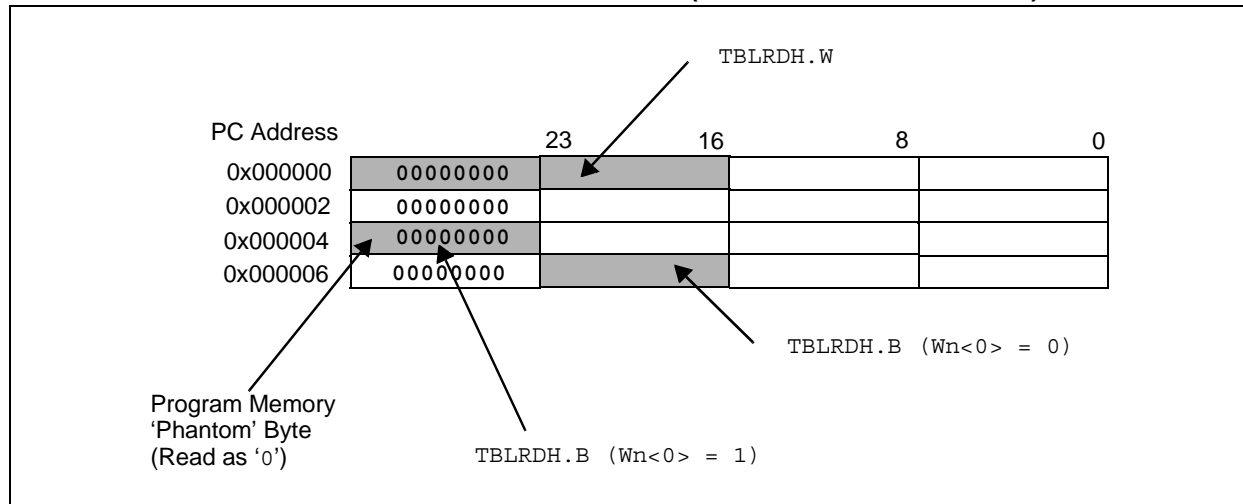 TBLRDH.W
PC Address
23 16 8 0
0x000000 00000000
0x000002 00000000
0x000004 00000000
0x000006 00000000
TBLRDH.B (Wn<0> = 0)
Program Memory
‘Phantom’ Byte
(Read as ‘0’)
TBLRDH.B (Wn<0> = 1)